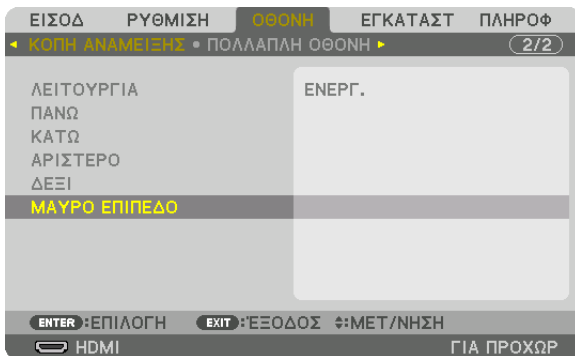 ΕΙΣΟΔ ΡΥΘΜΙΣΗ ΟΘΟΝΗ ΕΓΚΑΤΑΣΤ ΠΛΗΡΟΦ
ΚΟΠΗ ΑΝΑΜΕΙΞΗΣ • ΠΟΛΛΑΠΛΗ ΟΘΟΝΗ 2/2
ΛΕΙΤΟΥΡΓΙΑ ΕΝΕΡΓ.
ΠΑΝΩ
ΚΑΤΩ
ΑΡΙΣΤΕΡΟ
ΔΕΞΙ
ΜΑΥΡΟ ΕΠΙΠΕΔΟ
ENTER :ΕΠΙΛΟΓΗ EXIT :ΈΞΟΔΟΣ :ΜΕΤ/ΝΗΣΗ
HDMI ΓΙΑ ΠΡΟΧΩΡ